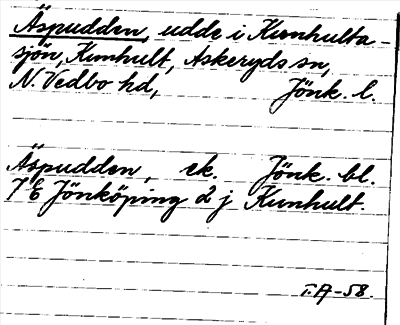 Äspudden, udde i Kunhulta-
sjön, Kunhult, Askeryds sn,
N. Vedbo hd, Jönk. l.
Äspudden, ek. Jönk. bl.
7 E Jönköping 2 j Kunhult.
T.A-58.